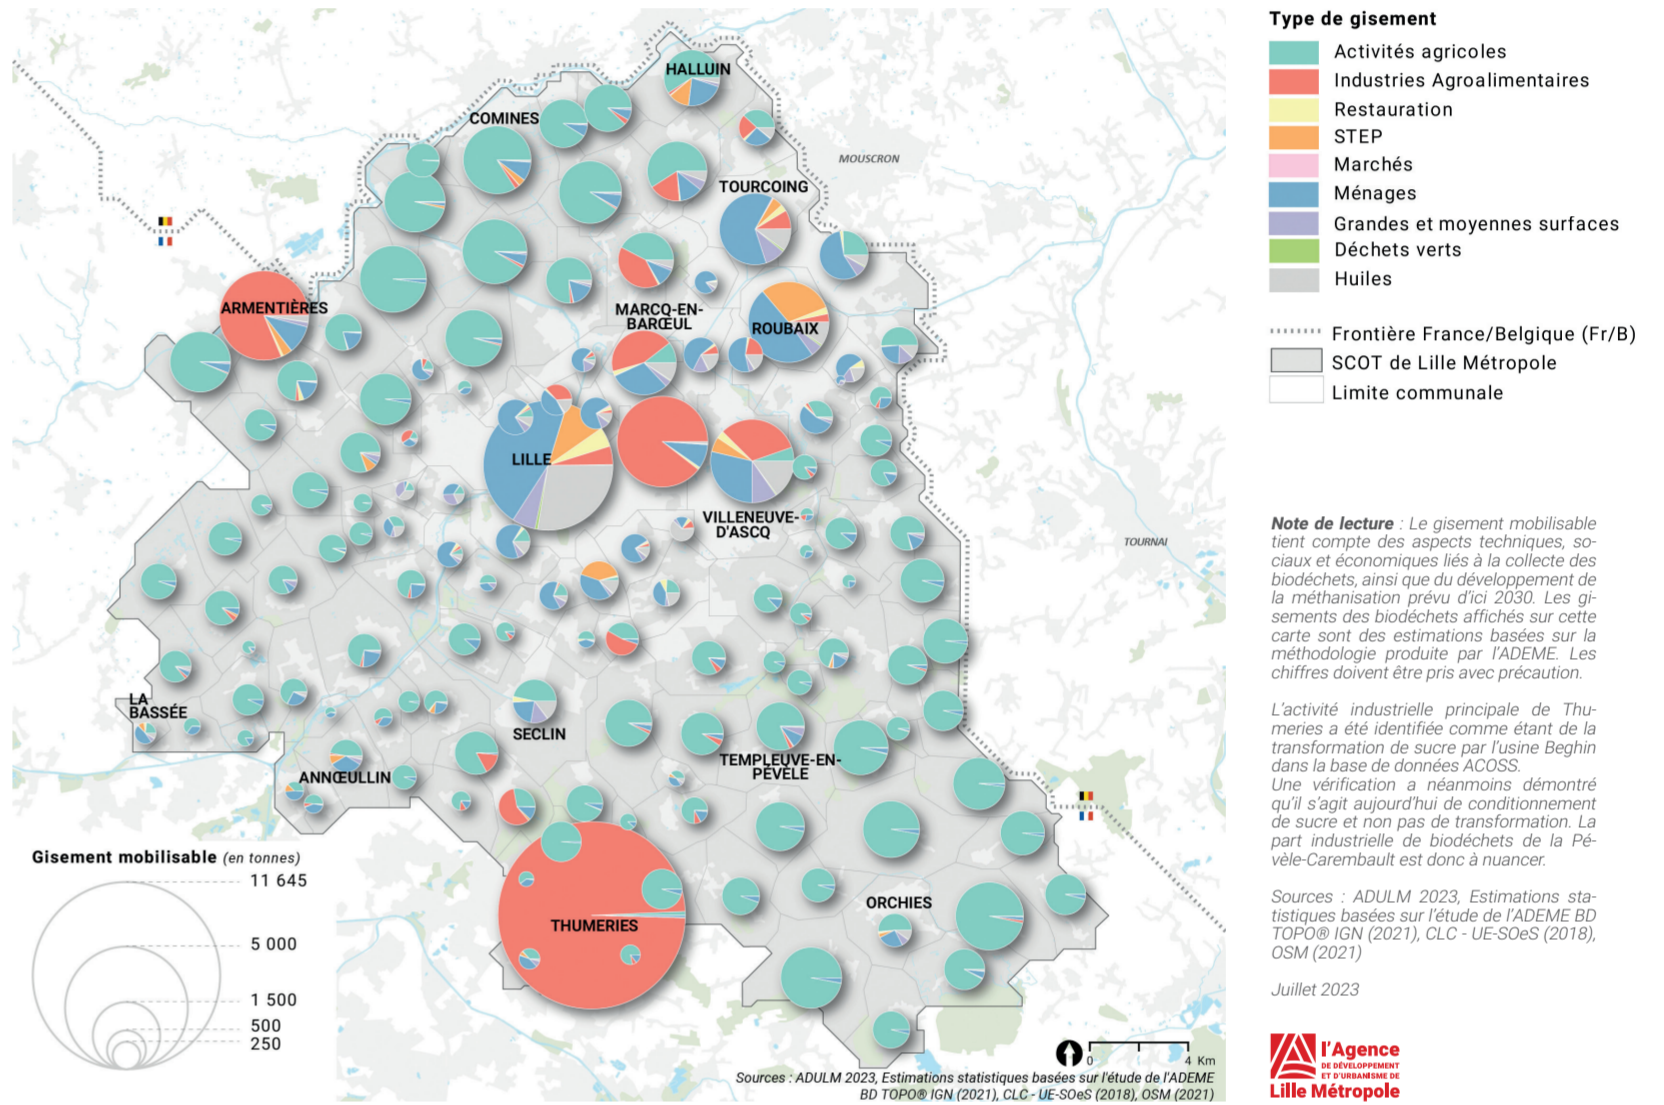 HALLUIN
COMINES
MOUSCRON
TOURCOING
ARMENTIÈRES
MARCQ-EN-
BARŒUL
ROUBAIX
LILLE
VILLENEUVE-
D'ASCQ
TOURNAI
LA
BASSÉE
SECLIN
TEMPLEUVE-EN-
PÉVÈLE
ANNŒULLIN
ORCHIES
THUMERIES
Gisement mobilisable (en tonnes)
11 645
5 000
1 500
500
250
0 4 Km
Sources : ADULM 2023, Estimations statistiques basées sur l'étude de l'ADEME
BD TOPO® IGN (2021), CLC - UE-SOeS (2018), OSM (2021)
Type de gisement
Activités agricoles
Industries Agroalimentaires
Restauration
STEP
Marchés
Ménages
Grandes et moyennes surfaces
Déchets verts
Huiles
Frontière France/Belgique (Fr/B)
SCOT de Lille Métropole
Limite communale
Note de lecture : Le gisement mobilisable
tient compte des aspects techniques, so-
ciaux et économiques liés à la collecte des
biodéchets, ainsi que du développement de
la méthanisation prévu d'ici 2030. Les gi-
sements des biodéchets affichés sur cette
carte sont des estimations basées sur la
méthodologie produite par l'ADEME. Les
chiffres doivent être pris avec précaution.
L'activité industrielle principale de Thu-
meries a été identifiée comme étant de la
transformation de sucre par l'usine Beghin
dans la base de données ACOSS.
Une vérification a néanmoins démontré
qu'il s'agit aujourd'hui de conditionnement
de sucre et non pas de transformation. La
part industrielle de biodéchets de la Pé-
vèle-Carembault est donc à nuancer.
Sources : ADULM 2023, Estimations sta-
tistiques basées sur l'étude de l'ADEME BD
TOPO® IGN (2021), CLC - UE-SOeS (2018),
OSM (2021)
Juillet 2023
l'Agence
DE DÉVELOPPEMENT
ET D'URBANISME DE
Lille Métropole